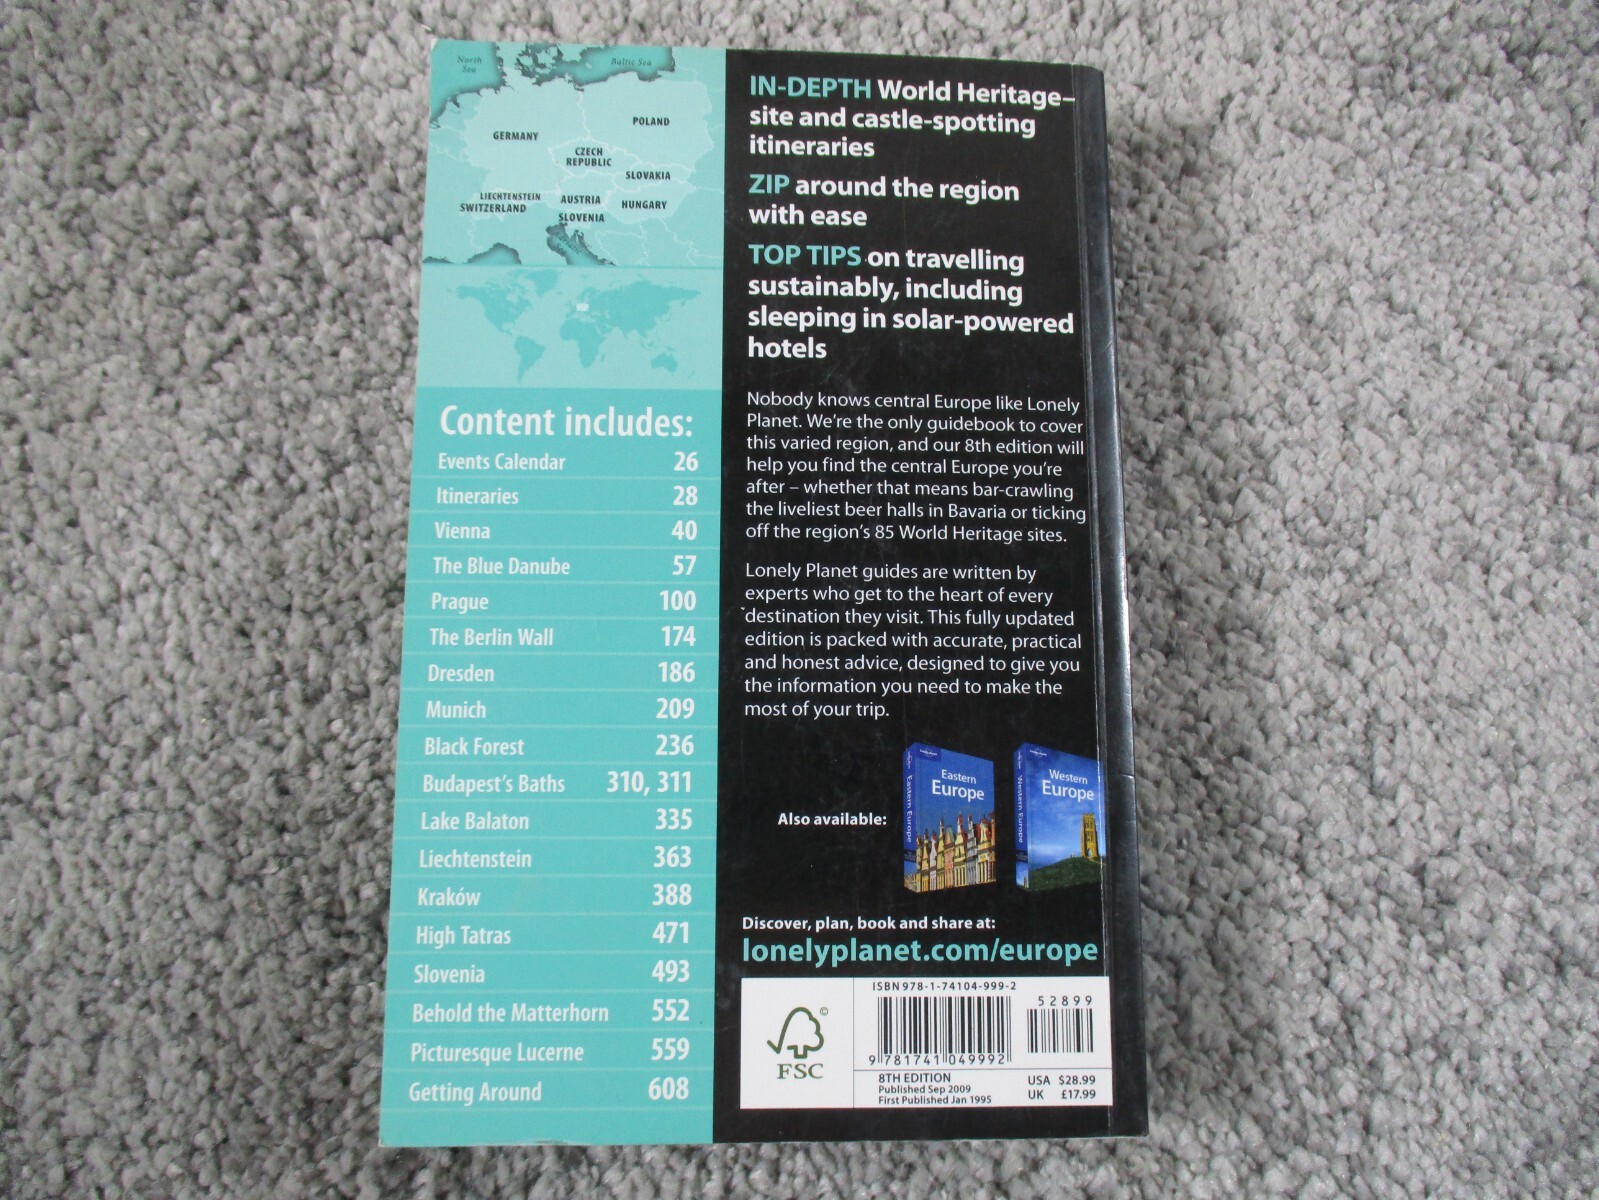 North
Sea
Baltic Sea
POLAND
GERMANY
CZECH
REPUBLIC
SLOVAKIA
LIECHTENSTEIN
SWITZERLAND
AUSTRIA
HUNGARY
SLOVENIA
Content includes:
Events Calendar 26
Itineraries 28
Vienna 40
The Blue Danube 57
Prague 100
The Berlin Wall 174
Dresden 186
Munich 209
Black Forest 236
Budapest's Baths 310, 311
Lake Balaton 335
Liechtenstein 363
Kraków 388
High Tatras 471
Slovenia 493
Behold the Matterhorn 552
Picturesque Lucerne 559
Getting Around 608
IN-DEPTH World Heritage–
site and castle-spotting
itineraries
ZIP around the region
with ease
TOP TIPS on travelling
sustainably, including
sleeping in solar-powered
hotels
Nobody knows central Europe like Lonely
Planet. We're the only guidebook to cover
this varied region, and our 8th edition will
help you find the central Europe you're
after – whether that means bar-crawling
the liveliest beer halls in Bavaria or ticking
off the region's 85 World Heritage sites.
Lonely Planet guides are written by
experts who get to the heart of every
destination they visit. This fully updated
edition is packed with accurate, practical
and honest advice, designed to give you
the information you need to make the
most of your trip.
Also available:
Eastern
Europe
Eastern Europe
Western
Europe
Western Europe
Discover, plan, book and share at:
lonelyplanet.com/europe
ISBN 978-1-74104-999-2
52899
9 781741 049992
©
FSC
8TH EDITION
Published Sep 2009
First Published Jan 1995
USA $28.99
UK £17.99